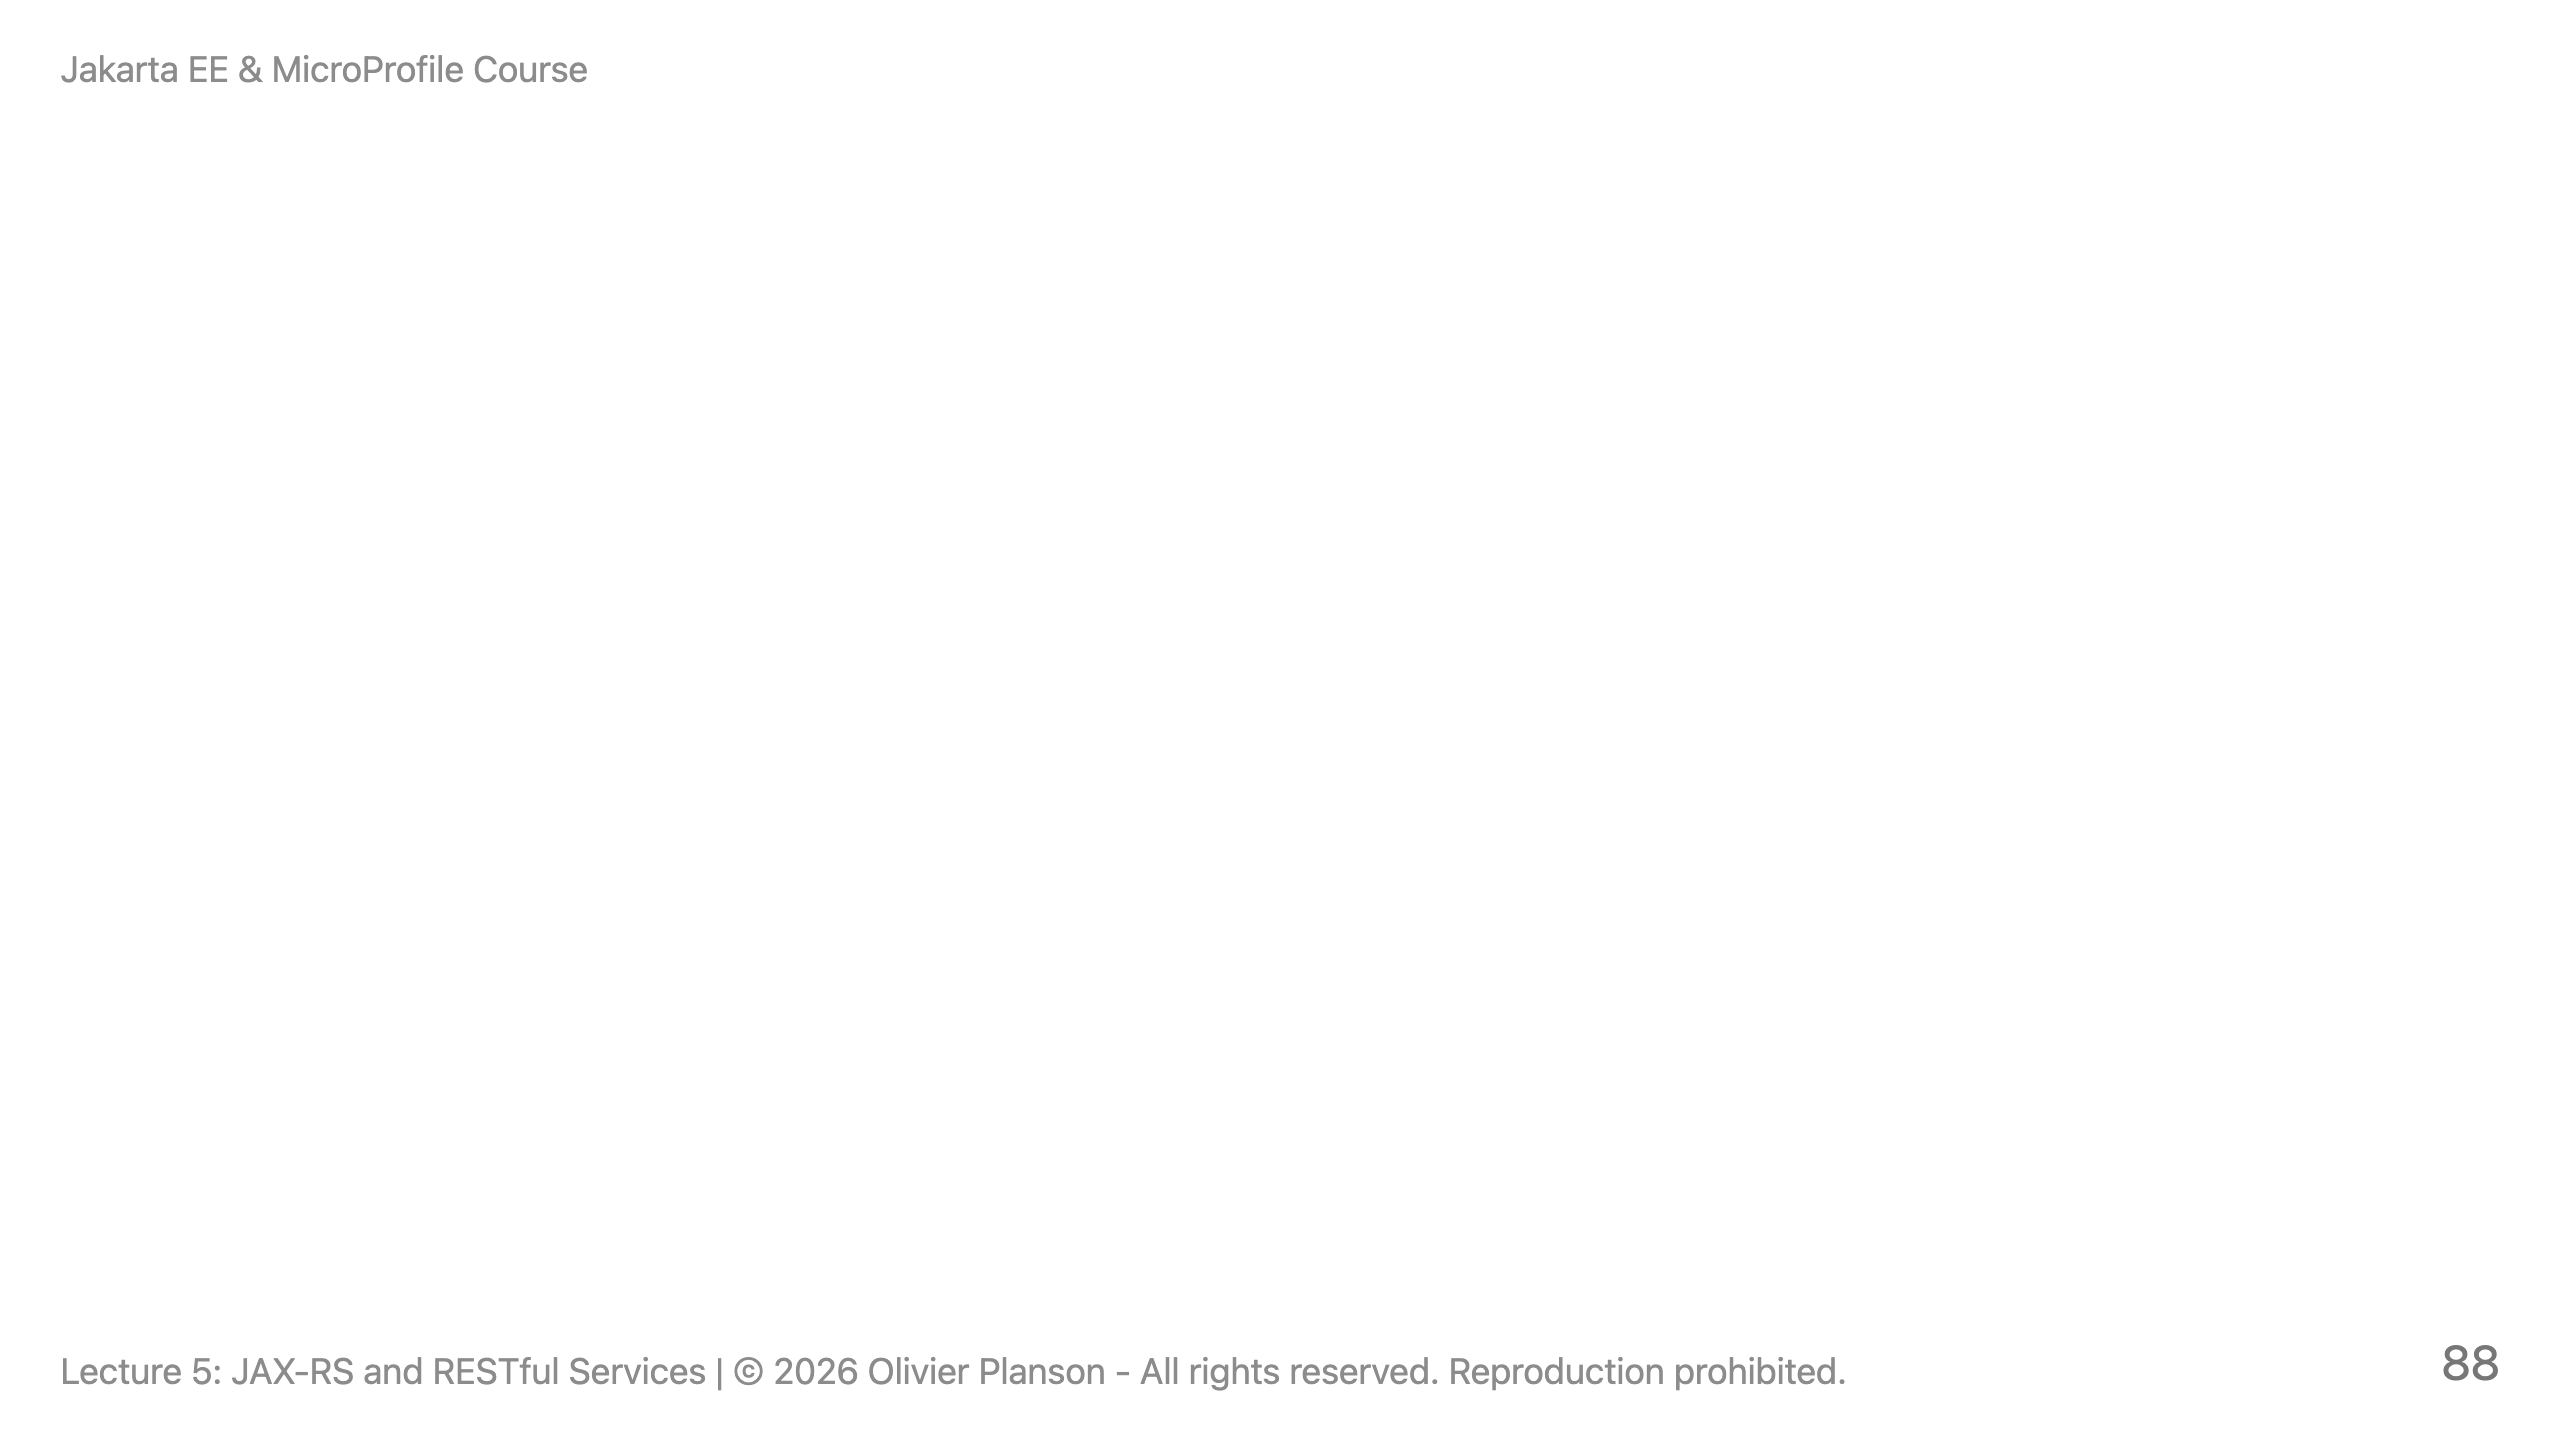 Jakarta EE & MicroProfile Course
Lecture 5: JAX-RS and RESTful Services | © 2026 Olivier Planson - All rights reserved. Reproduction prohibited.
88